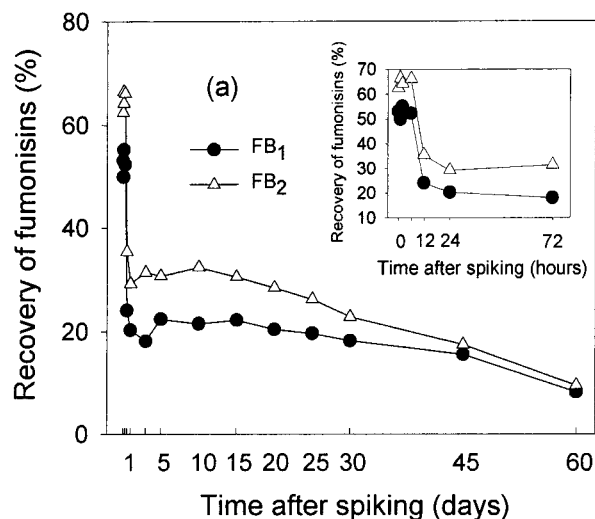 80
60
40
20
0
Recovery of fumonisins (%)
(a)
FB1
FB2
1 5 10 15 20 25 30 45 60
Time after spiking (days)
70
60
50
40
30
20
10
Recovery of fumonisins (%)
0 12 24 72
Time after spiking (hours)